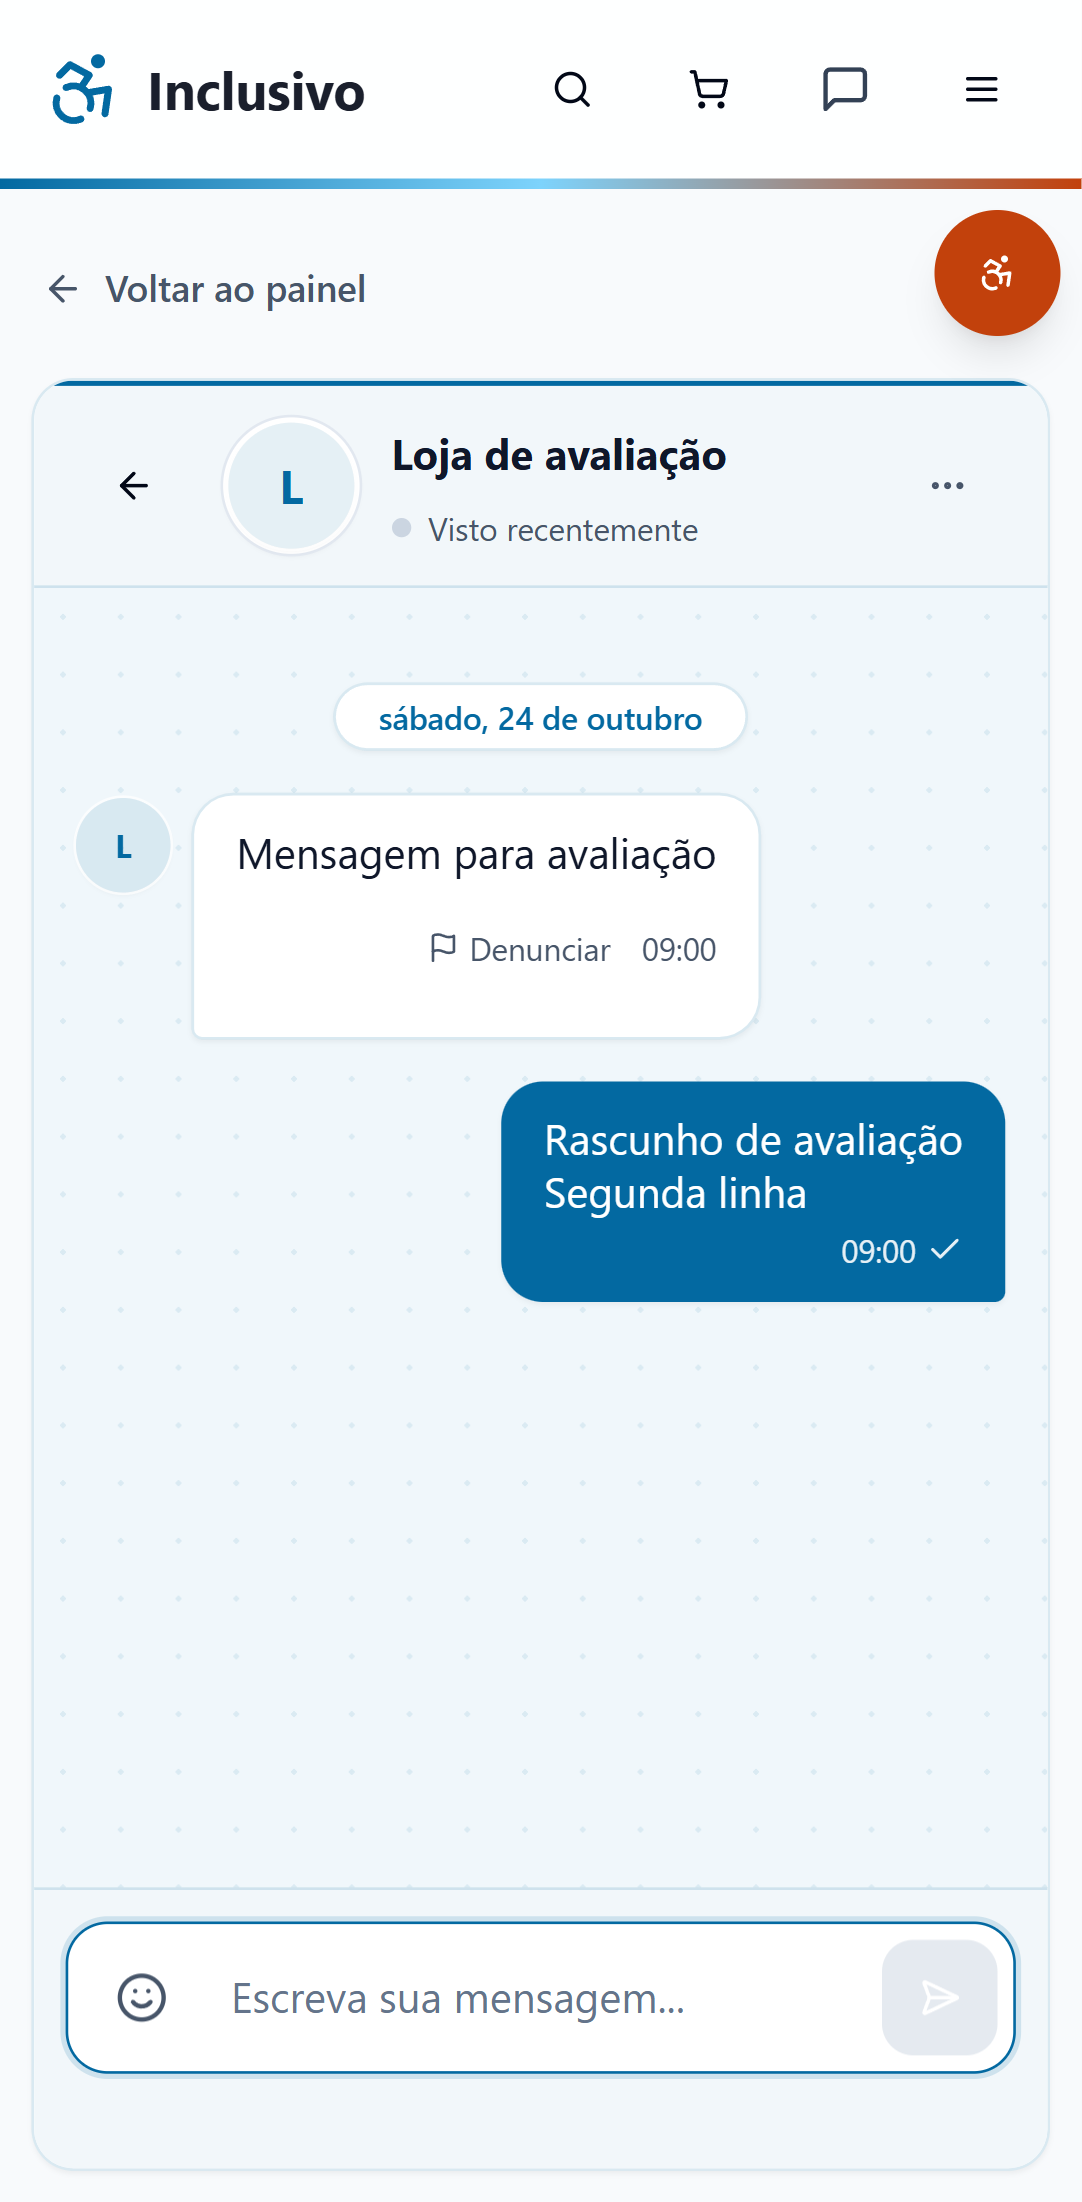 Inclusivo
Voltar ao painel
L
Loja de avaliação
Visto recentemente
sábado, 24 de outubro
L
Mensagem para avaliação
Denunciar 09:00
Rascunho de avaliação
Segunda linha
09:00
Escreva sua mensagem...